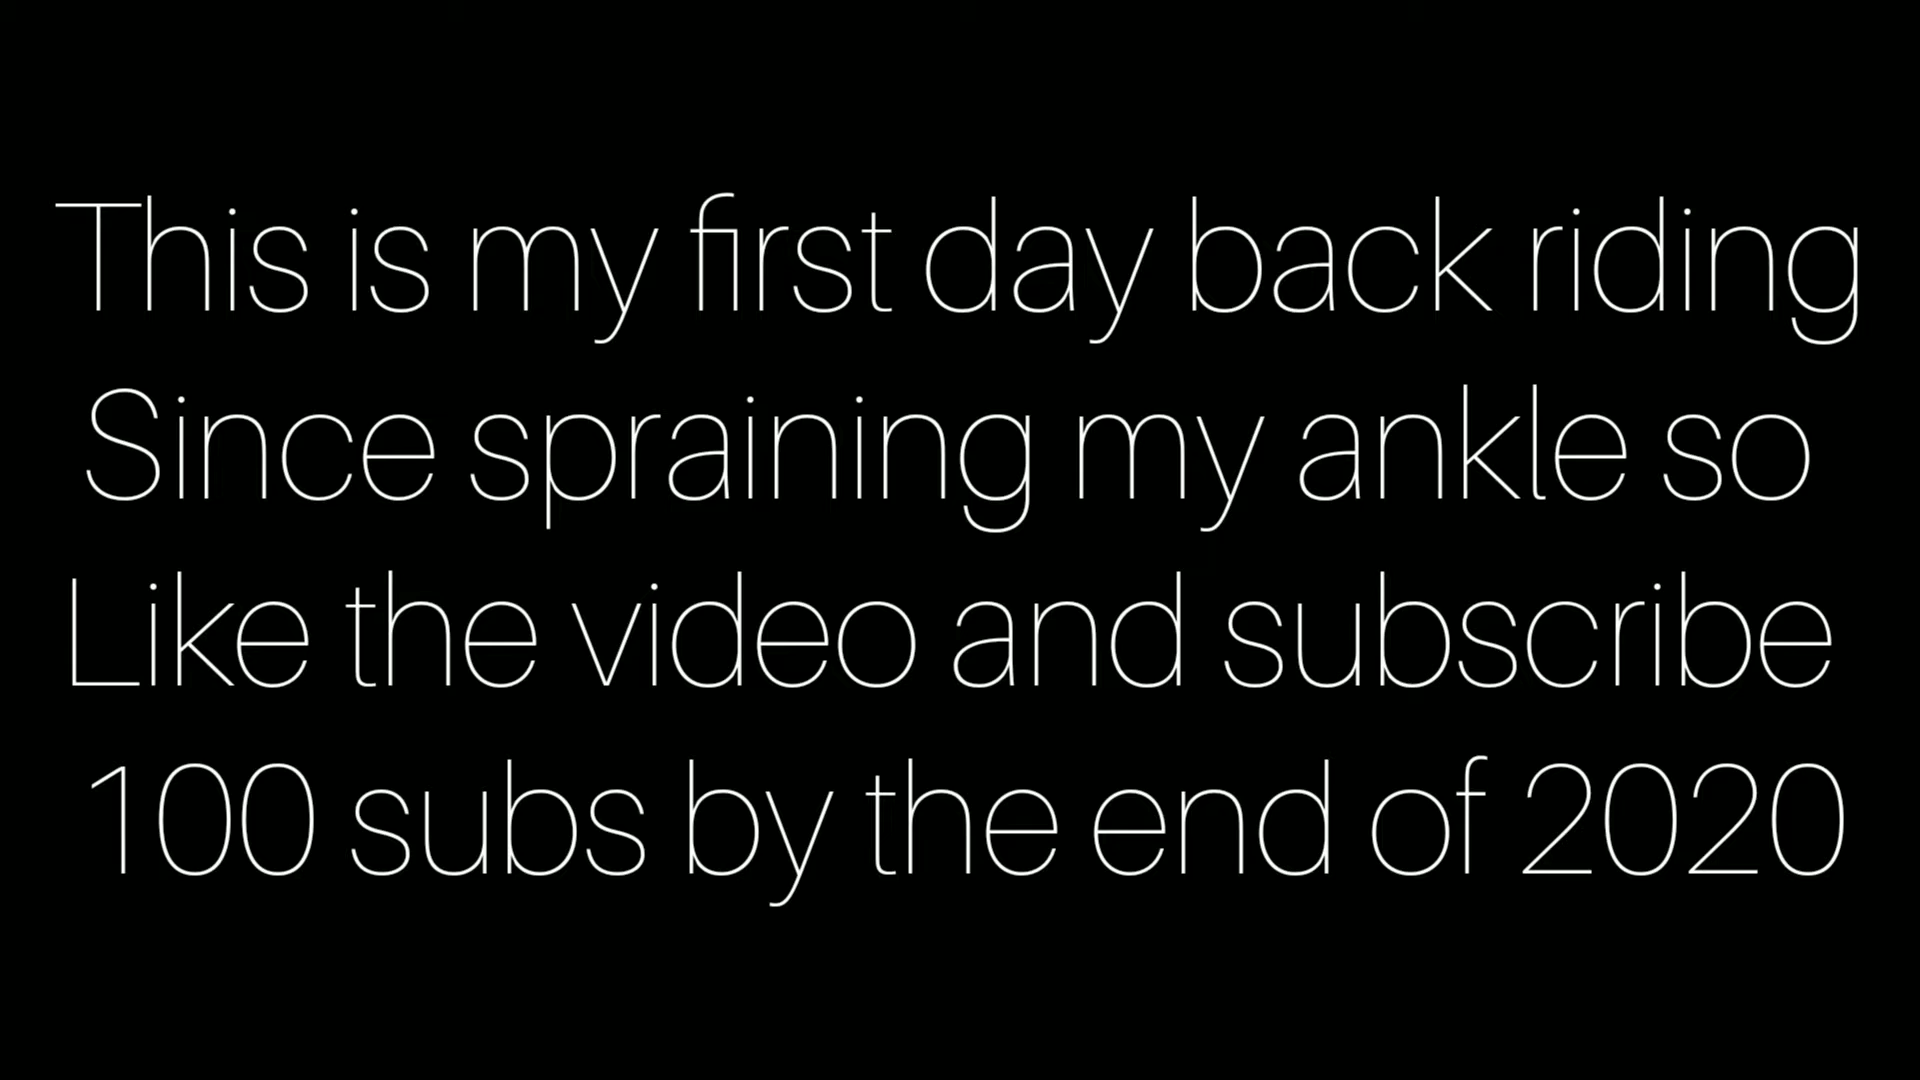 This is my first day back riding
Since spraining my ankle so
Like the video and subscribe
100 subs by the end of 2020